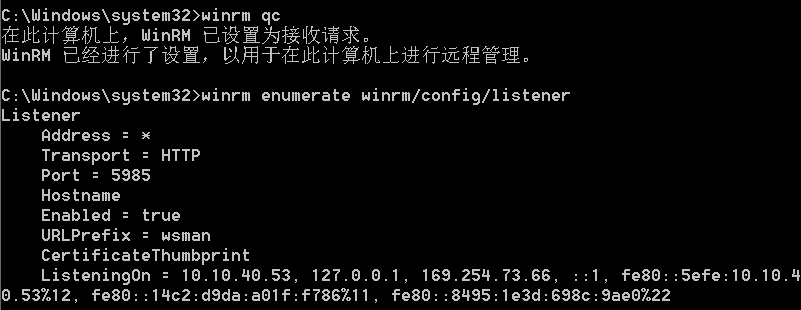 C:\Windows\system32>winrm qc
在此计算机上，WinRM 已设置为接收请求。
WinRM 已经进行了设置，以用于在此计算机上进行远程管理。
C:\Windows\system32>winrm enumerate winrm/config/listener
Listener
Address = *
Transport = HTTP
Port = 5985
Hostname
Enabled = true
URLPrefix = wsman
CertificateThumbprint
ListeningOn = 10.10.40.53, 127.0.0.1, 169.254.73.66, ::1, fe80::5efe:10.10.4
0.53%12, fe80::14c2:d9da:a01f:f786%11, fe80::8495:1e3d:698c:9ae0%22